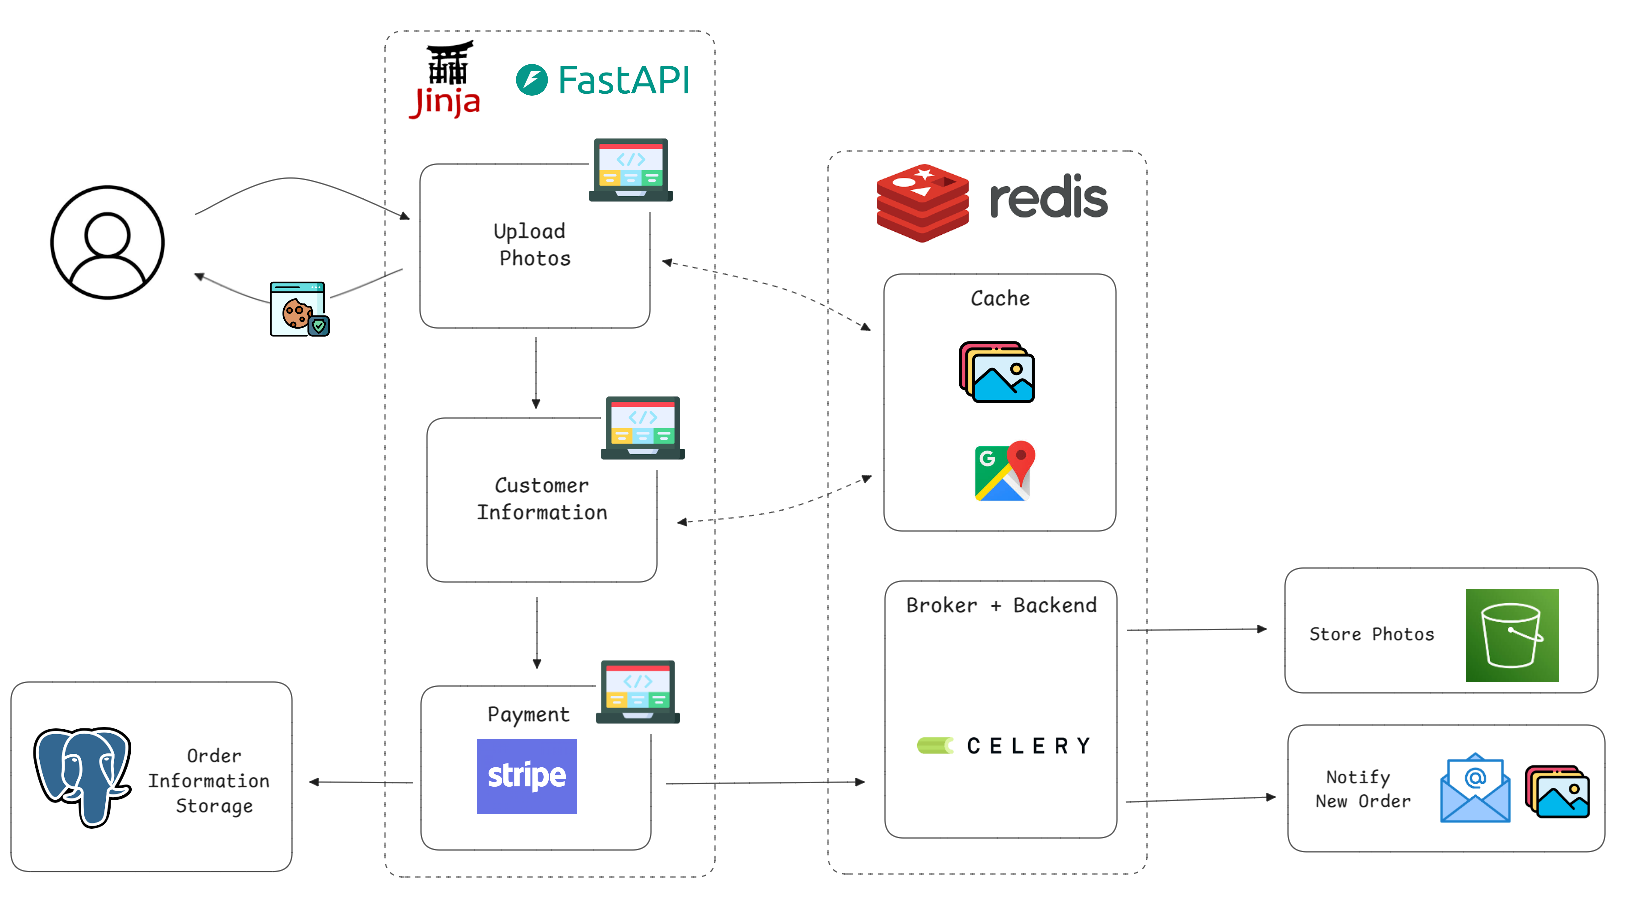 Jinja
FastAPI
Upload
Photos
</>
redis
Cache
G
</>
Customer
Information
Broker + Backend
CELERY
Store Photos
</>
Payment
stripe
Order
Information
Storage
Notify
New Order
@